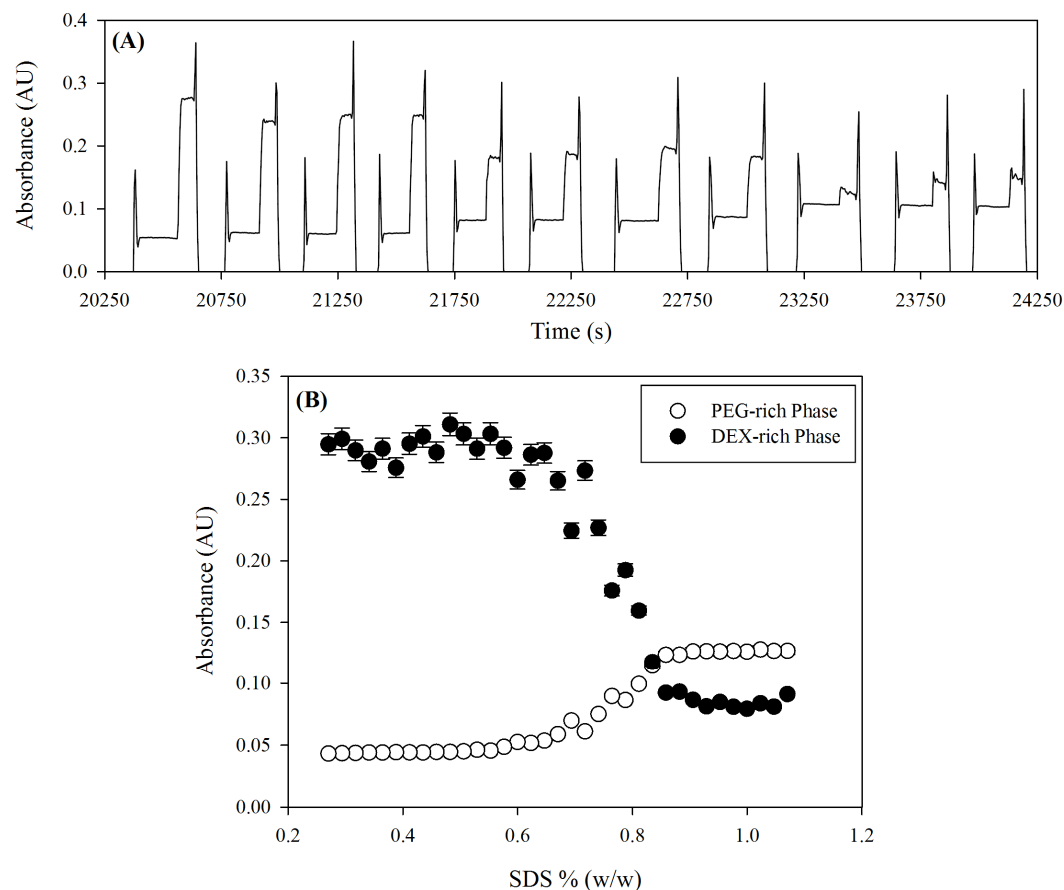 (A)
Absorbance (AU)
0.4
0.3
0.2
0.1
0.0
20250 20750 21250 21750 22250 22750 23250 23750 24250
Time (s)
(B)
PEG-rich Phase
DEX-rich Phase
Absorbance (AU)
0.35
0.30
0.25
0.20
0.15
0.10
0.05
0.00
0.2 0.4 0.6 0.8 1.0 1.2
SDS % (w/w)